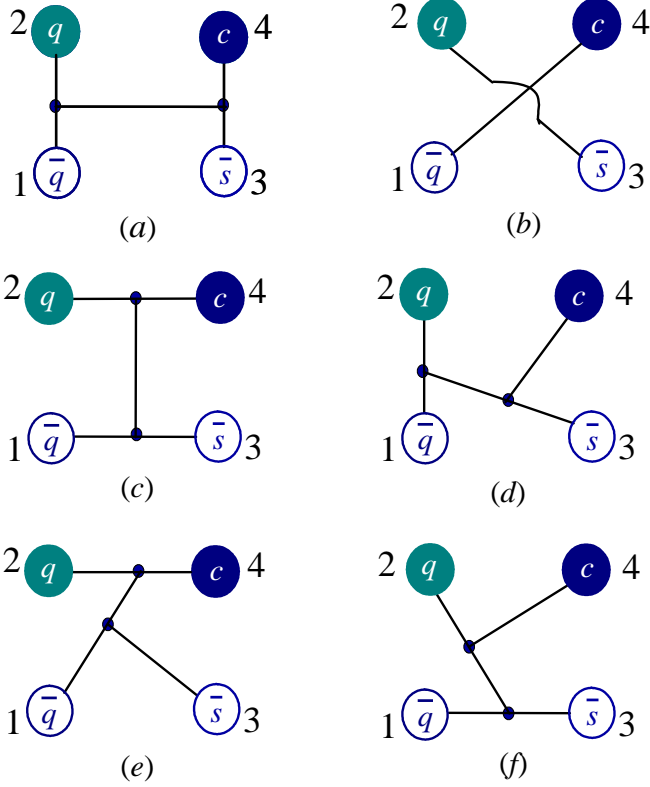 2 q c 4 2 q c 4
1 q̄ s̄ 3 1 q̄ s̄ 3
(a) (b)
2 q c 4 2 q c 4
1 q̄ s̄ 3 1 q̄ s̄ 3
(c) (d)
2 q c 4 2 q c 4
1 q̄ s̄ 3 1 q̄ s̄ 3
(e) (f)